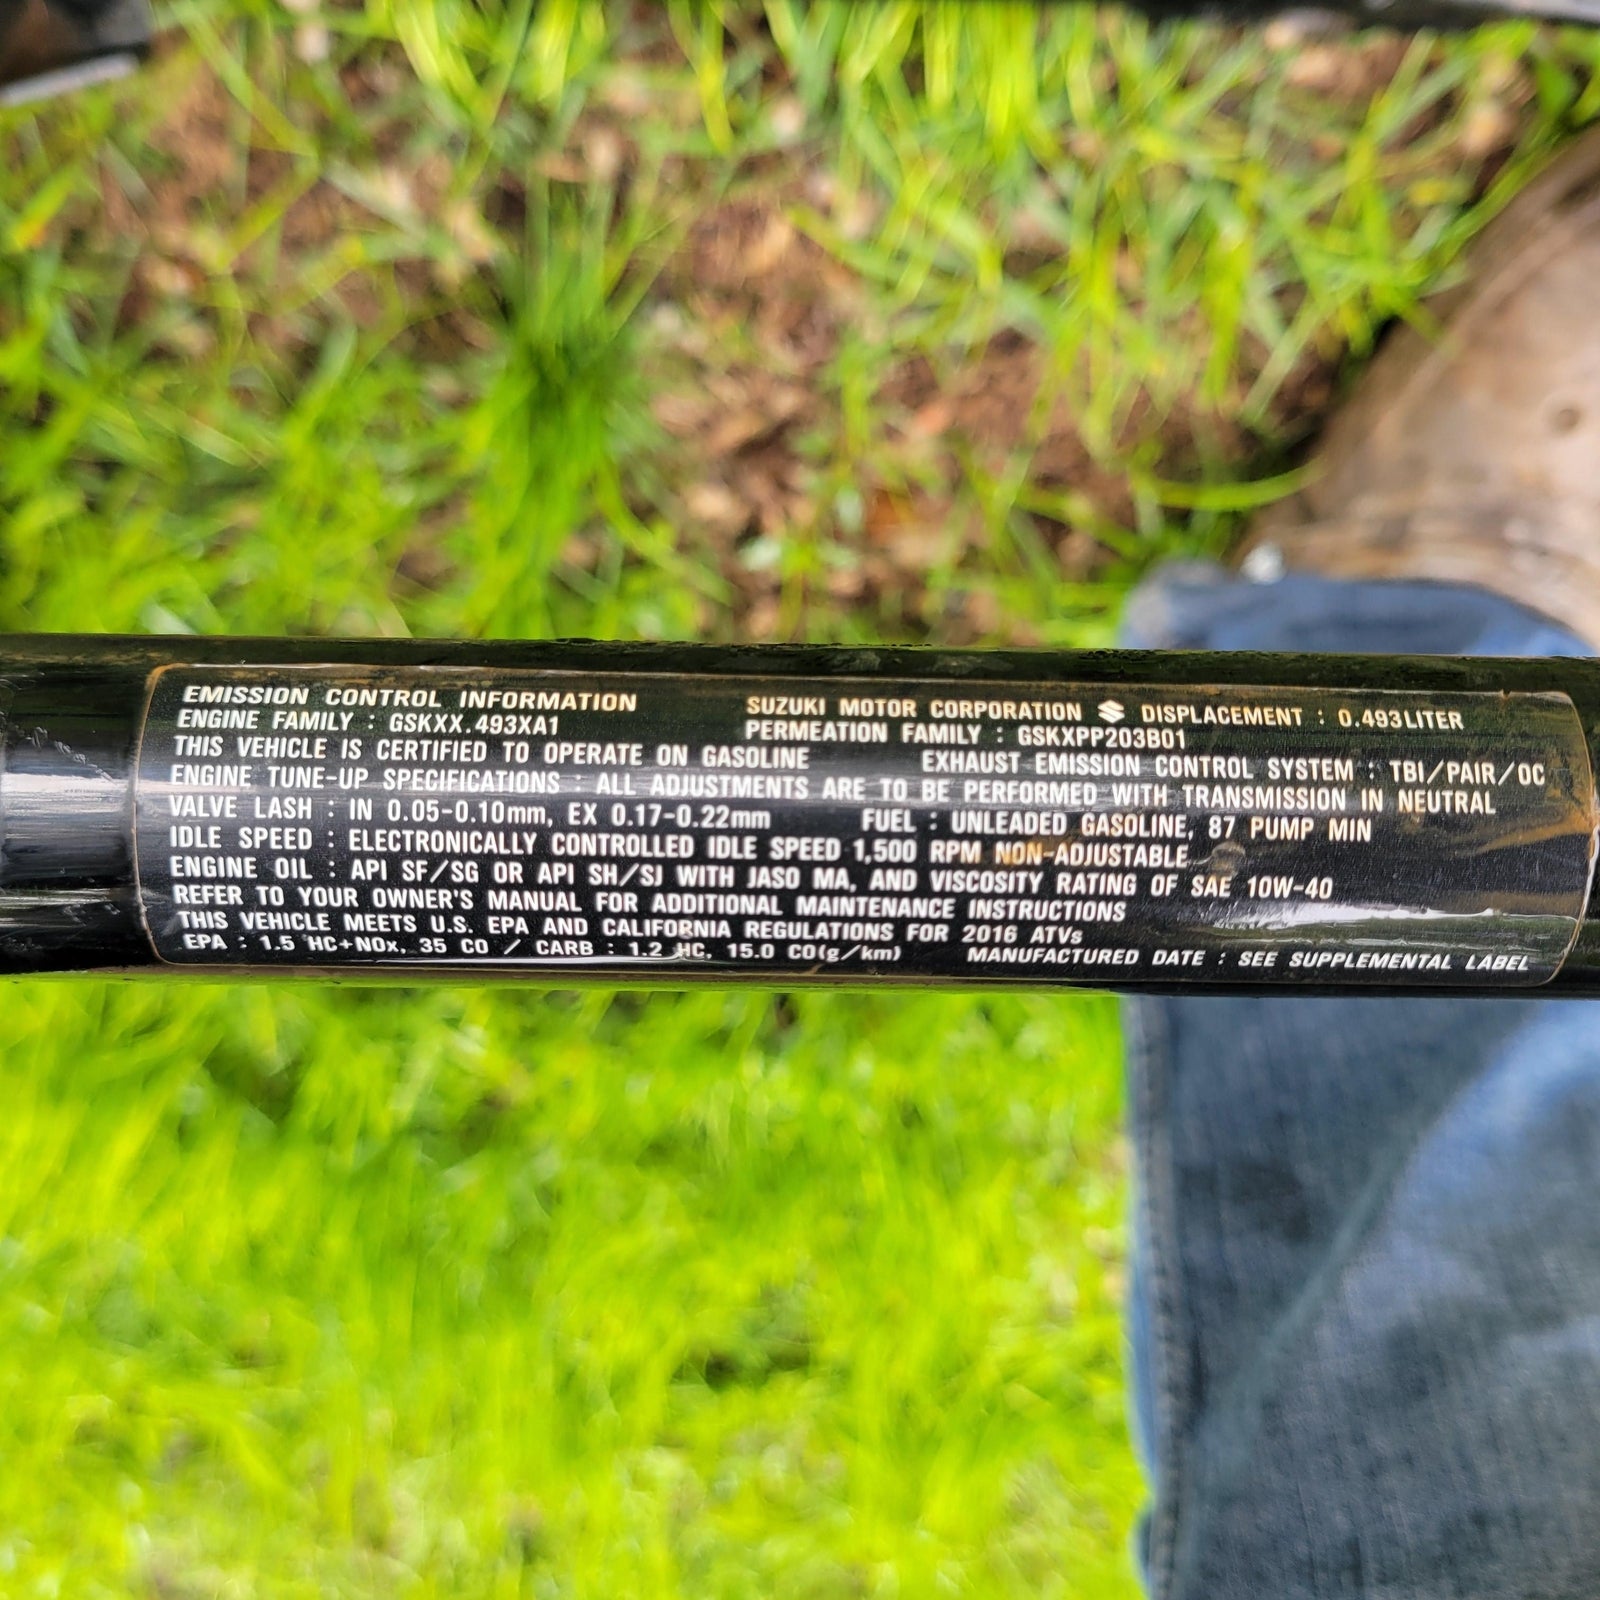 EMISSION CONTROL INFORMATION SUZUKI MOTOR CORPORATION DISPLACEMENT : 0.493LITER
ENGINE FAMILY : GSKXX.493XA1 PERMEATION FAMILY : GSKXPP203B01
THIS VEHICLE IS CERTIFIED TO OPERATE ON GASOLINE EXHAUST EMISSION CONTROL SYSTEM : TBI/PAIR/OC
ENGINE TUNE-UP SPECIFICATIONS : ALL ADJUSTMENTS ARE TO BE PERFORMED WITH TRANSMISSION IN NEUTRAL
VALVE LASH : IN 0.05-0.10mm, EX 0.17-0.22mm FUEL : UNLEADED GASOLINE, 87 PUMP MIN
IDLE SPEED : ELECTRONICALLY CONTROLLED IDLE SPEED 1,500 RPM NON-ADJUSTABLE
ENGINE OIL : API SF/SG OR API SH/SJ WITH JASO MA, AND VISCOSITY RATING OF SAE 10W-40
REFER TO YOUR OWNER'S MANUAL FOR ADDITIONAL MAINTENANCE INSTRUCTIONS
THIS VEHICLE MEETS U.S. EPA AND CALIFORNIA REGULATIONS FOR 2016 ATVs
EPA : 1.5 HC+NOx, 35 CO / CARB : 1.2 HC, 15.0 CO(g/km) MANUFACTURED DATE : SEE SUPPLEMENTAL LABEL